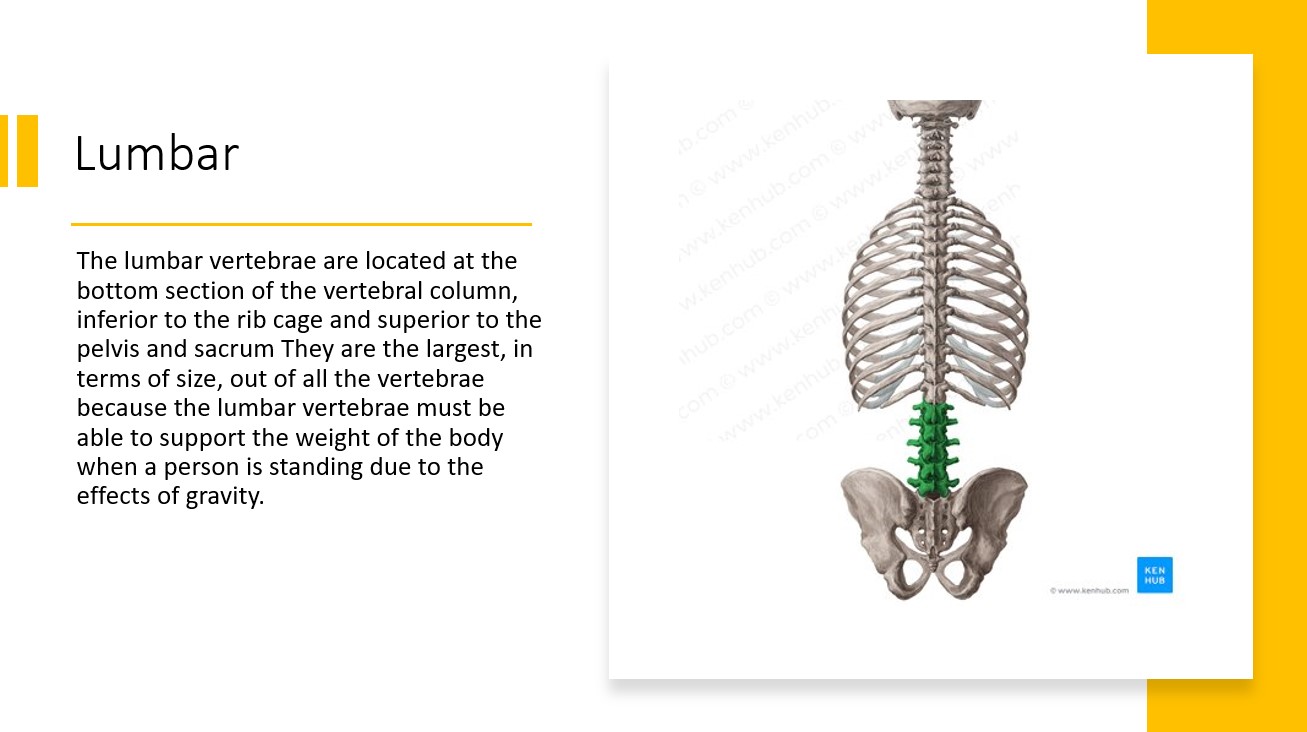 Lumbar
The lumbar vertebrae are located at the
bottom section of the vertebral column,
inferior to the rib cage and superior to the
pelvis and sacrum They are the largest, in
terms of size, out of all the vertebrae
because the lumbar vertebrae must be
able to support the weight of the body
when a person is standing due to the
effects of gravity.
KEN
HUB
© www.kenhub.com